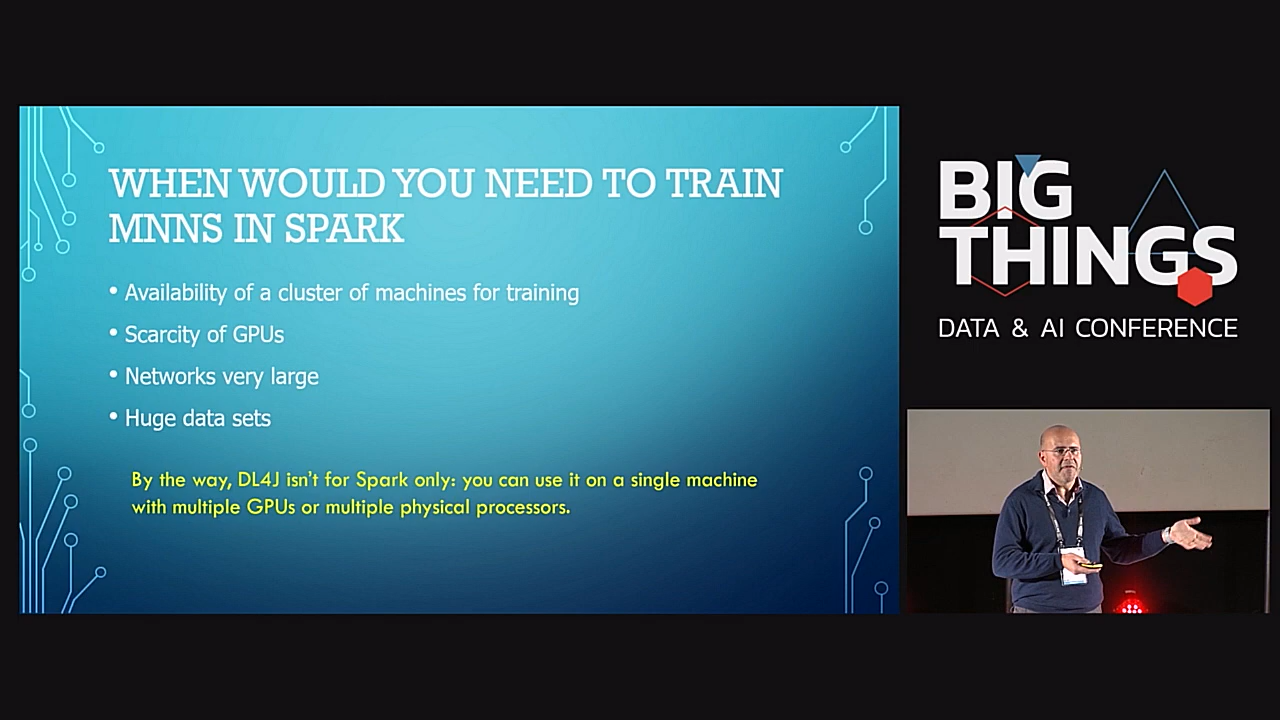 WHEN WOULD YOU NEED TO TRAIN
MNNS IN SPARK
• Availability of a cluster of machines for training
• Scarcity of GPUs
• Networks very large
• Huge data sets
By the way, DL4J isn't for Spark only: you can use it on a single machine
with multiple GPUs or multiple physical processors.
BIG
THINGS
DATA & AI CONFERENCE